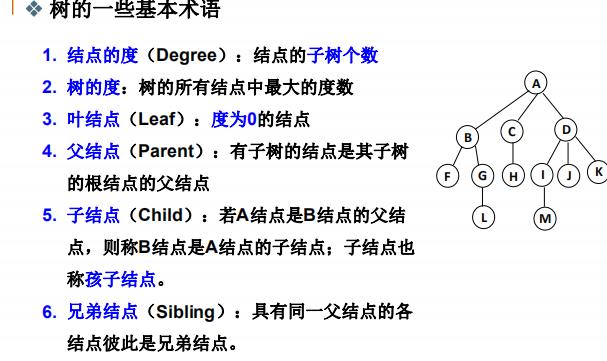 ❖ 树的一些基本术语
1. 结点的度（Degree）：结点的子树个数
2. 树的度：树的所有结点中最大的度数
3. 叶结点（Leaf）：度为0的结点
4. 父结点（Parent）：有子树的结点是其子树
的根结点的父结点
5. 子结点（Child）：若A结点是B结点的父结
点，则称B结点是A结点的子结点；子结点也
称孩子结点。
6. 兄弟结点（Sibling）：具有同一父结点的各
结点彼此是兄弟结点。
A
B C D
F G H I J K
L M